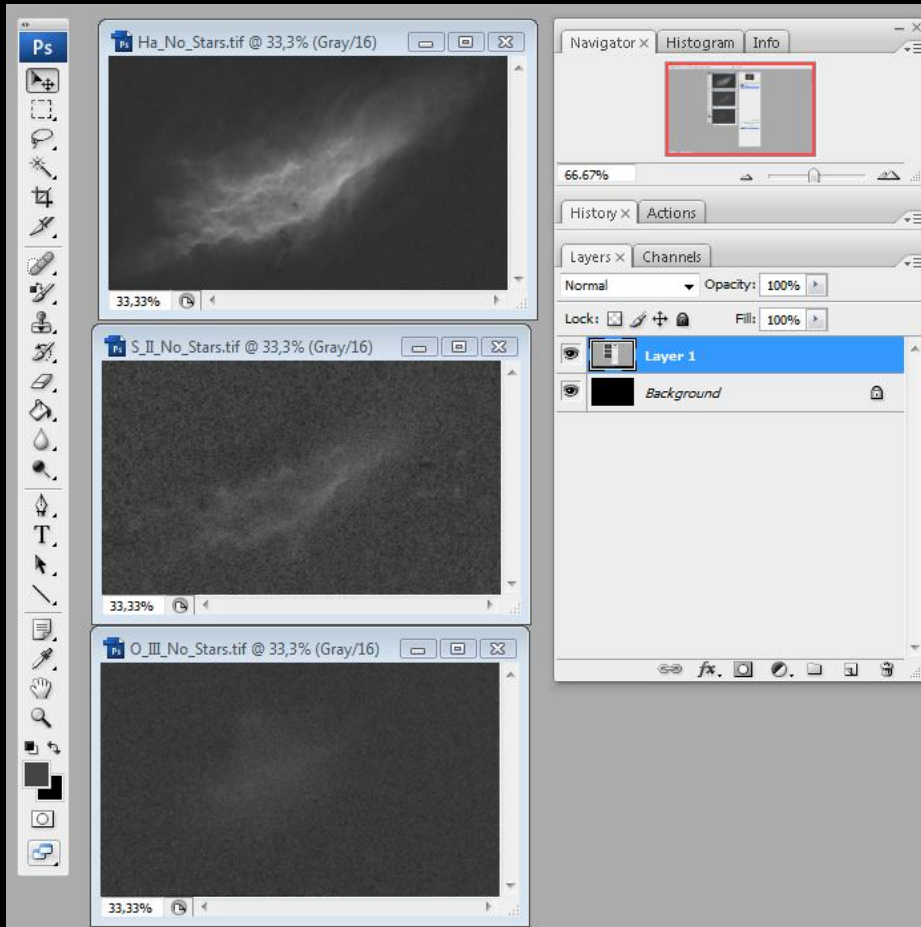 Ps
Ha_No_Stars.tif @ 33,3% (Gray/16)
33,33%
S_II_No_Stars.tif @ 33,3% (Gray/16)
33,33%
O_III_No_Stars.tif @ 33,3% (Gray/16)
33,33%
T
Navigator × Histogram Info
66.67%
History × Actions
Layers × Channels
Normal Opacity: 100%
Lock: Fill: 100%
Layer 1
Background
fx.